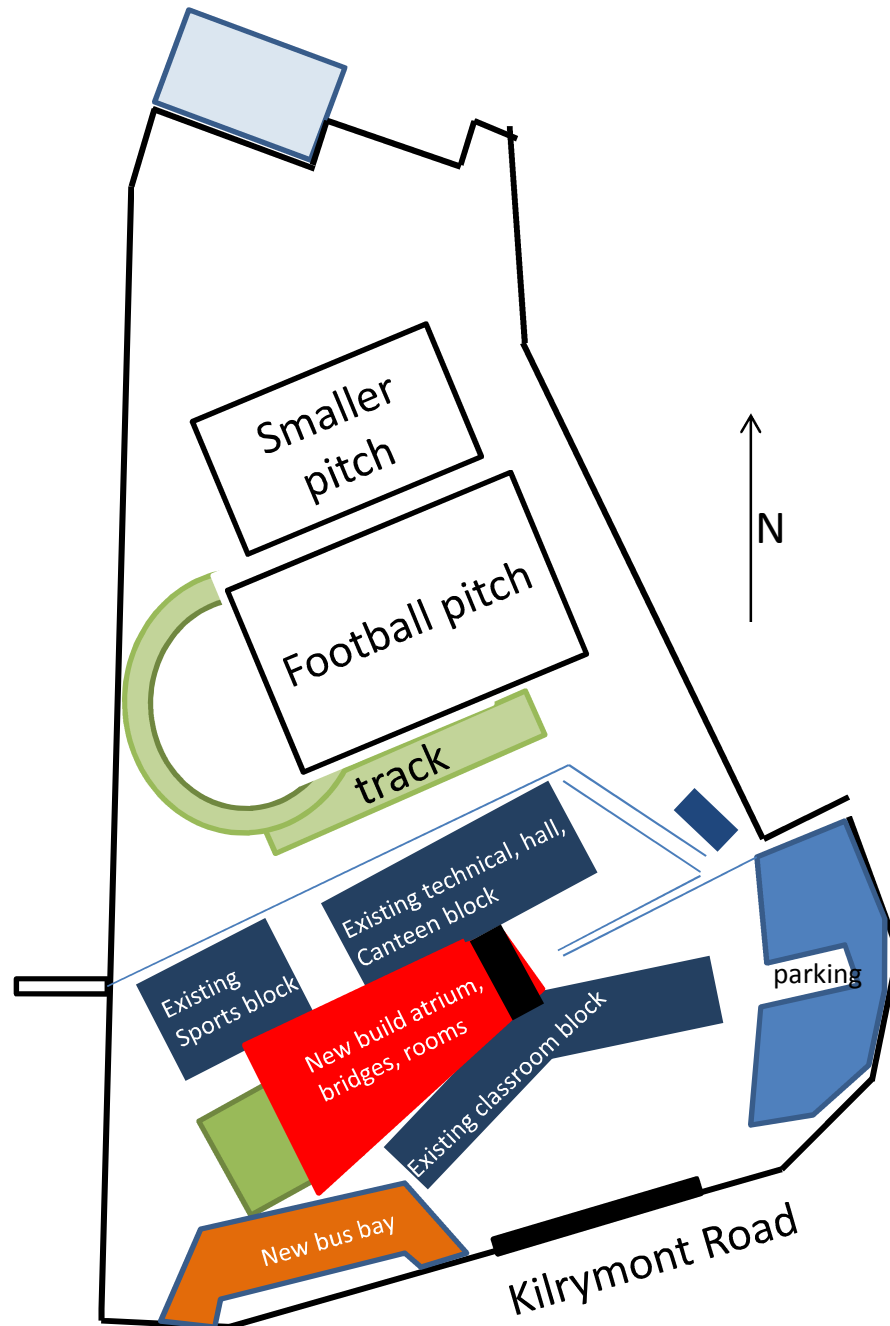 Smaller
pitch
N
Football pitch
track
Existing technical, hall,
Canteen block
Existing
Sports block
parking
New build atrium,
bridges, rooms
Existing classroom block
New bus bay
Kilrymont Road